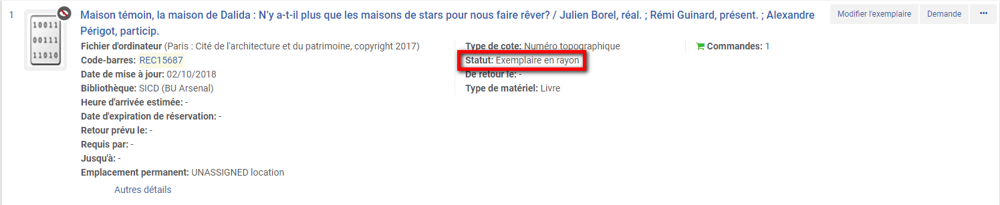 1
10011
00111
11010
Maison témoin, la maison de Dalida : N’y a-t-il plus que les maisons de stars pour nous faire rêver? / Julien Borel, réal. ; Rémi Guinard, présent. ; Alexandre
Périgot, particip.
Modifier l'exemplaire Demande •••
Fichier d'ordinateur (Paris : Cité de l'architecture et du patrimoine, copyright 2017)
Code-barres: REC15687
Date de mise à jour: 02/10/2018
Bibliothèque: SICD (BU Arsenal)
Heure d'arrivée estimée: -
Date d'expiration de réservation: -
Retour prévu le: -
Requis par: -
Jusqu'à: -
Emplacement permanent: UNASSIGNED location
Autres détails
Type de cote: Numéro topographique
Statut: Exemplaire en rayon
De retour le: -
Type de matériel: Livre
Commandes: 1